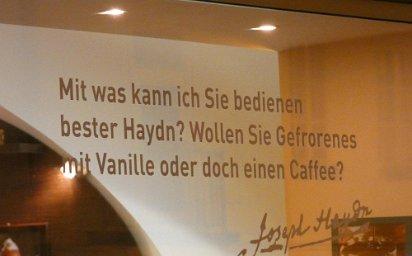 Mit was kann ich Sie bedienen
bester Haydn? Wollen Sie Gefrorenes
mit Vanille oder doch einen Caffee?
Joseph Haydn